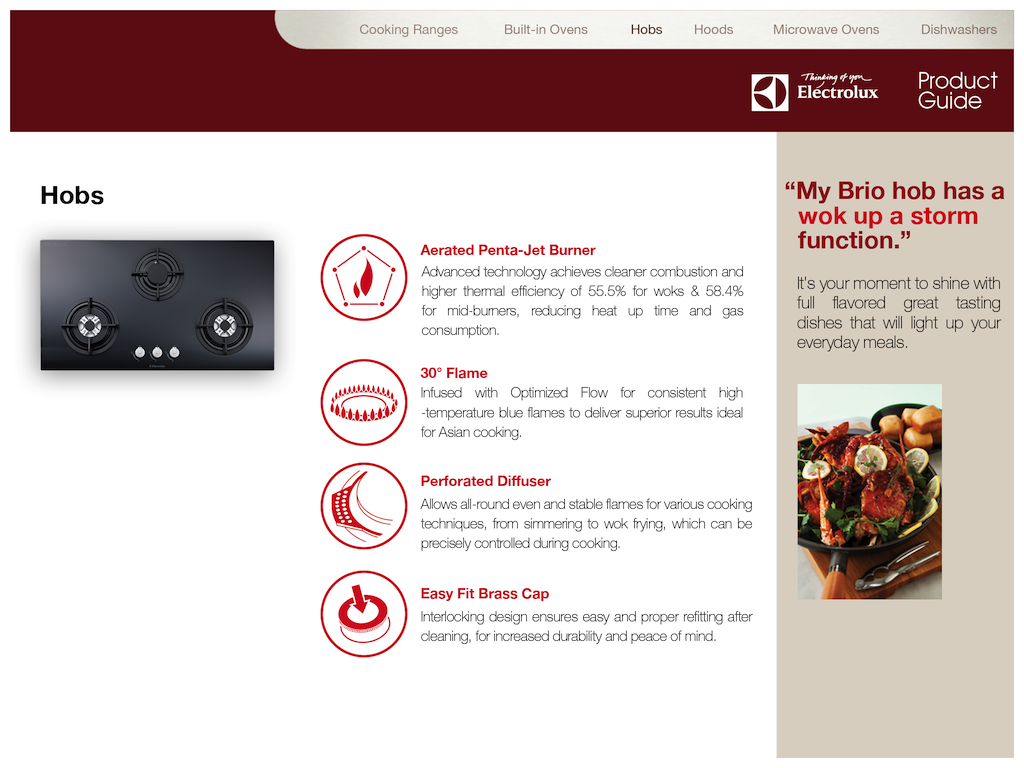 Cooking Ranges Built-in Ovens Hobs Hoods Microwave Ovens Dishwashers
Thinking of you
Electrolux
Product
Guide
Hobs
Aerated Penta-Jet Burner
Advanced technology achieves cleaner combustion and
higher thermal efficiency of 55.5% for woks & 58.4%
for mid-burners, reducing heat up time and gas
consumption.
30° Flame
Infused with Optimized Flow for consistent high
-temperature blue flames to deliver superior results ideal
for Asian cooking.
Perforated Diffuser
Allows all-round even and stable flames for various cooking
techniques, from simmering to wok frying, which can be
precisely controlled during cooking.
Easy Fit Brass Cap
Interlocking design ensures easy and proper refitting after
cleaning, for increased durability and peace of mind.
“My Brio hob has a
wok up a storm
function.”
It's your moment to shine with
full flavored great tasting
dishes that will light up your
everyday meals.